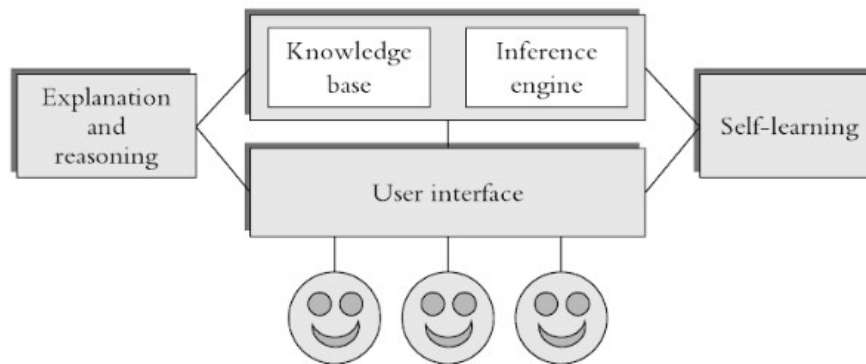 Explanation
and
reasoning
Knowledge
base
Inference
engine
Self-learning
User interface